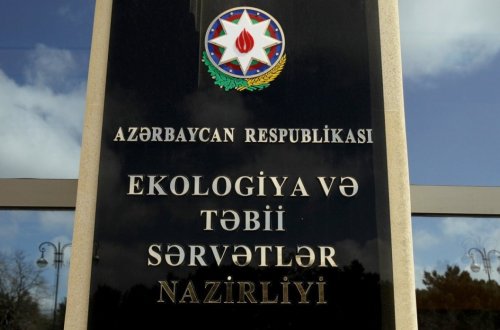 AZƏRBAYCAN RESPUBLİKASI
EKOLOGİYA VƏ
TƏBİİ
SƏRVƏTLƏR
NAZİRLİYİ